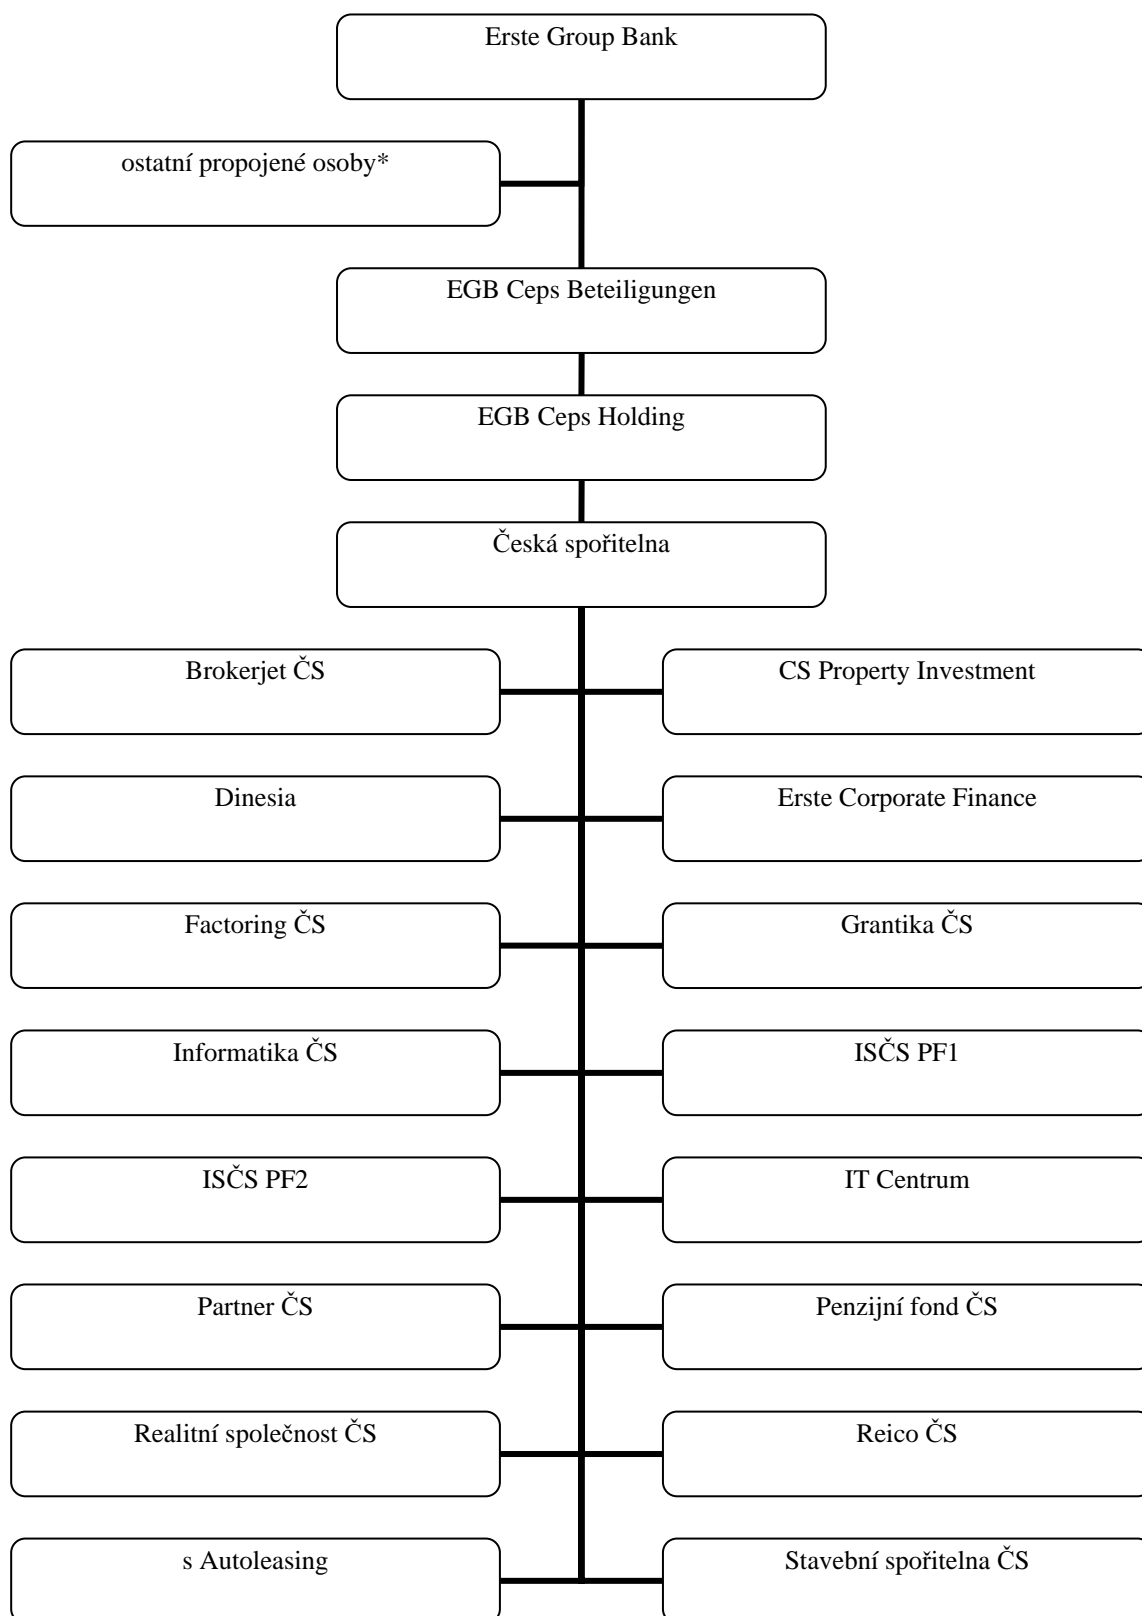 Erste Group Bank
ostatní propojené osoby*
EGB Ceps Beteiligungen
EGB Ceps Holding
Česká spořitelna
Brokerjet ČS
CS Property Investment
Dinesia
Erste Corporate Finance
Factoring ČS
Grantika ČS
Informatika ČS
ISČS PF1
ISČS PF2
IT Centrum
Partner ČS
Penzijní fond ČS
Realitní společnost ČS
Reico ČS
s Autoleasing
Stavební spořitelna ČS